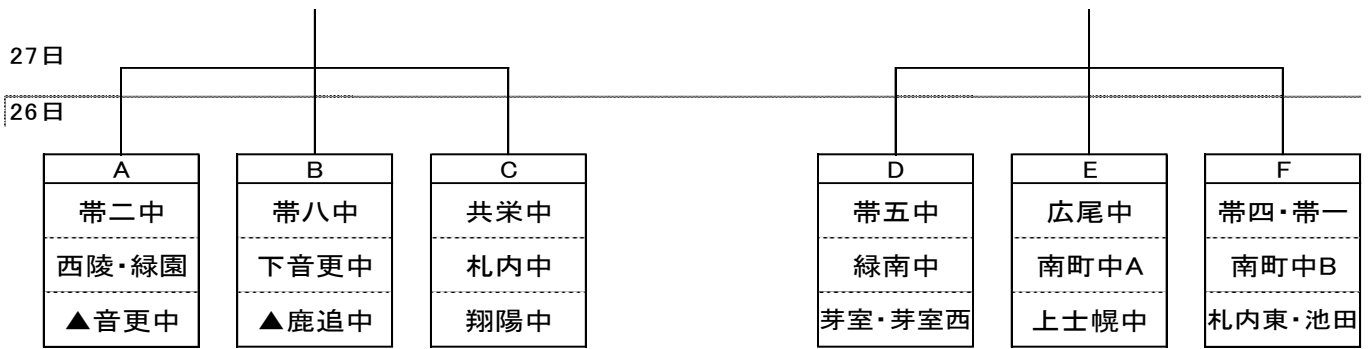 27日
26日
A B C D E F
帯二中 帯八中 共栄中 帯五中 広尾中 帯四・帯一
西陵・緑園 下音更中 札内中 緑南中 南町中A 南町中B
▲音更中 ▲鹿追中 翔陽中 芽室・芽室西 上士幌中 札内東・池田